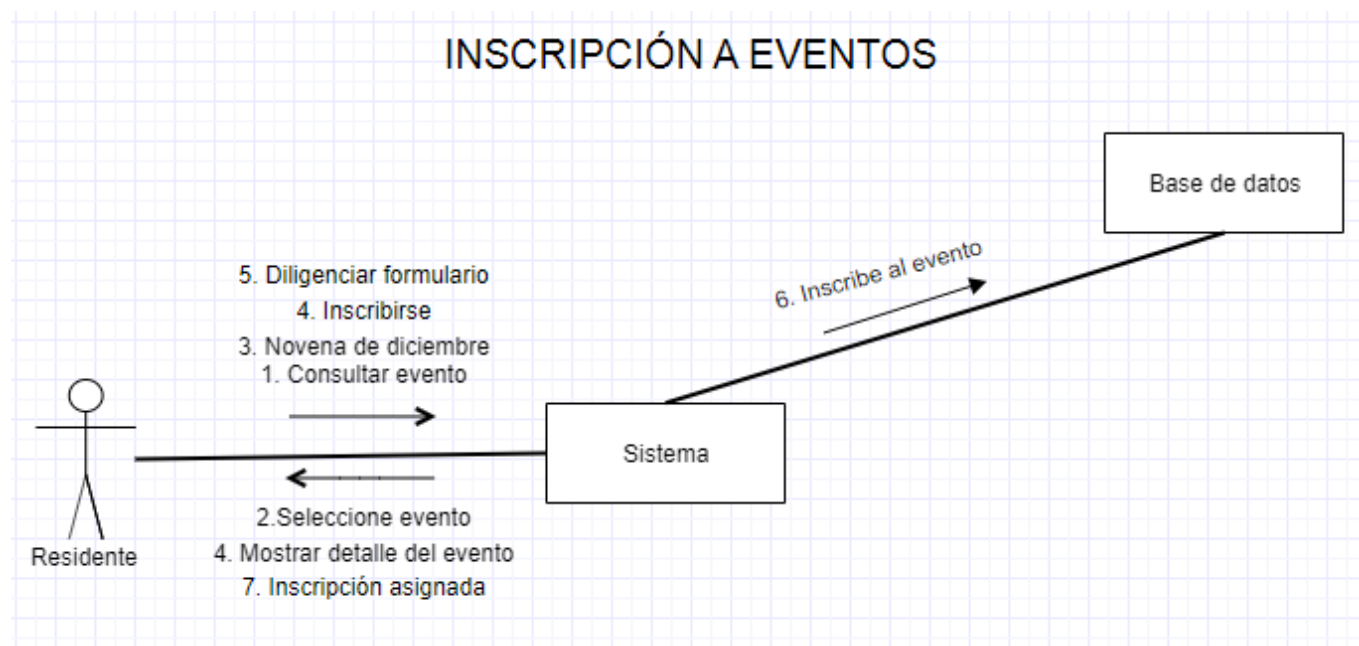 INSCRIPCIÓN A EVENTOS
Base de datos
6. Inscribe al evento
5. Diligenciar formulario
4. Inscribirse
3. Novena de diciembre
1. Consultar evento
Sistema
2.Seleccione evento
4. Mostrar detalle del evento
7. Inscripción asignada
Residente